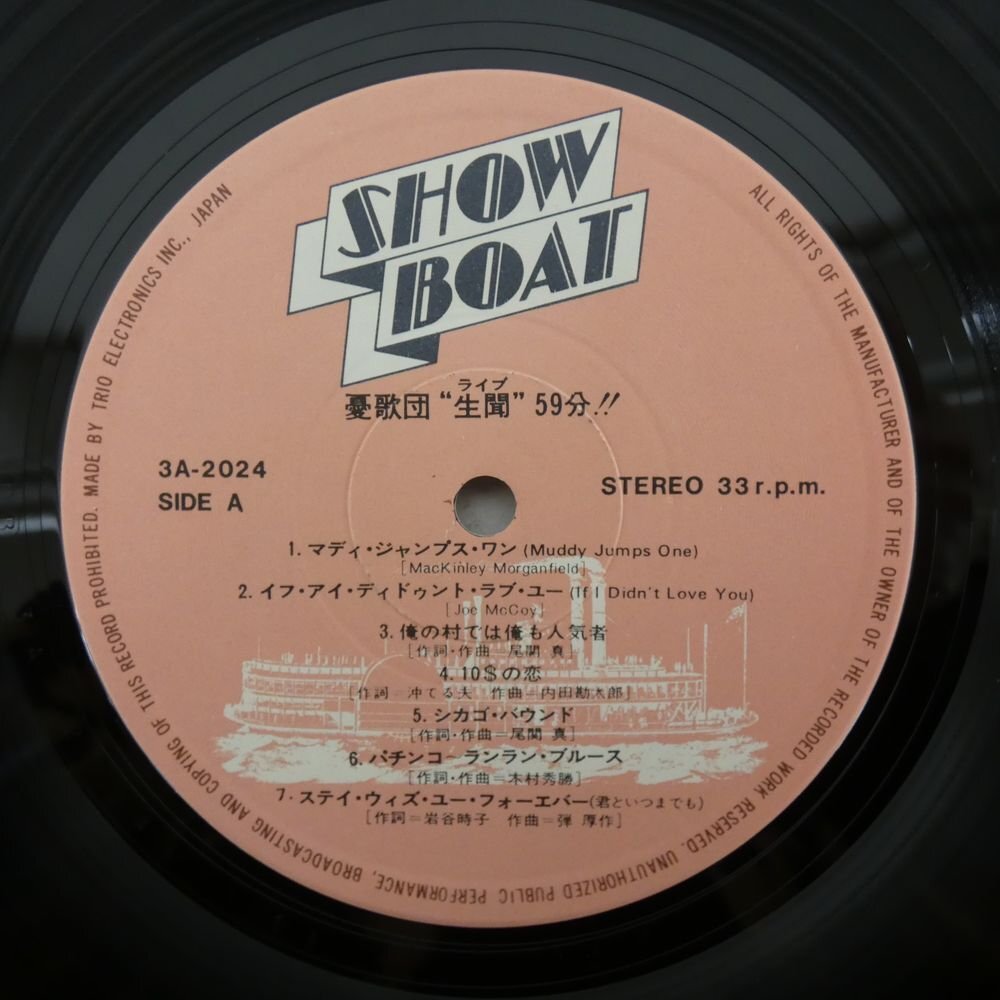 SHOW
BOAT
ライブ
憂歌団“生聞”59分!!
3A-2024
SIDE A
STEREO 33 r.p.m.
1. マディ・ジャンプス・ワン (Muddy Jumps One)
[MacKinley Morganfield]
2. イフ・アイ・ディドゥント・ラブ・ユー (If I Didn't Love You)
[Joe McCoy]
3. 俺の村では俺も人気者
[作詞・作曲＝尾関 真]
4. 10$の恋
[作詞＝沖てる夫 作曲＝内田勘太郎]
5. シカゴ・バウンド
[作詞・作曲＝尾関 真]
6. パチンコ〜ランラン・ブルース
[作詞・作曲＝木村秀勝]
7. ステイ・ウィズ・ユー・フォーエバー(君といつまでも)
[作詞＝岩谷時子 作曲＝弾 厚作]
ALL RIGHTS OF THE MANUFACTURER AND OF THE OWNER OF THE RECORDED WORK RESERVED. UNAUTHORIZED PUBLIC PERFORMANCE, BROADCASTING AND COPYING OF THIS RECORD PROHIBITED. MADE BY TRIO ELECTRONICS INC., JAPAN